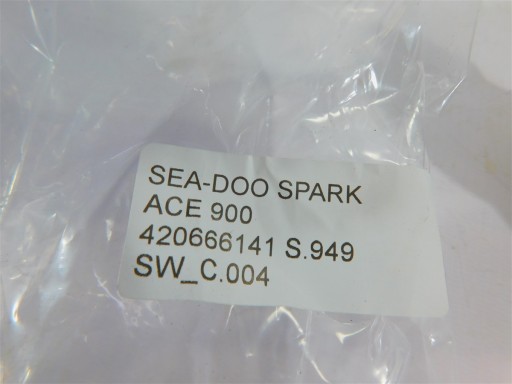 SEA-DOO SPARK
ACE 900
420666141 S.949
SW_C.004